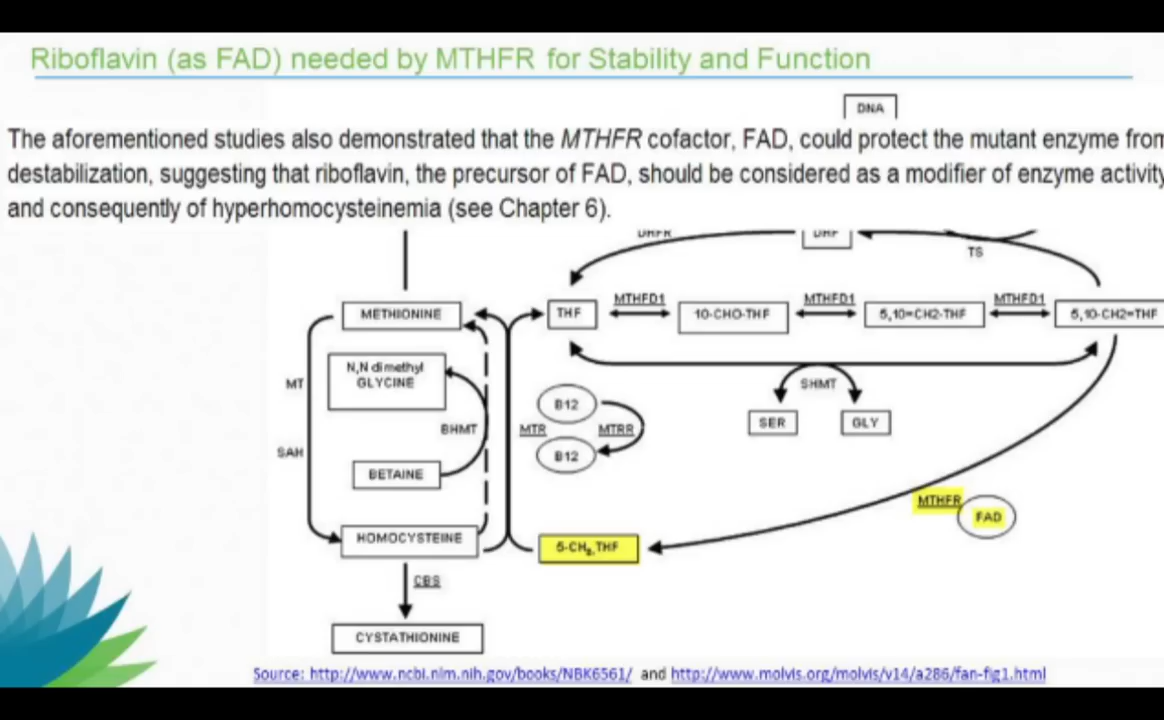 Riboflavin (as FAD) needed by MTHFR for Stability and Function
DNA
The aforementioned studies also demonstrated that the MTHFR cofactor, FAD, could protect the mutant enzyme from
destabilization, suggesting that riboflavin, the precursor of FAD, should be considered as a modifier of enzyme activity
and consequently of hyperhomocysteinemia (see Chapter 6).
DHFR
DHF
TS
METHIONINE
THF
MTHFD1
10-CHO-THF
MTHFD1
5,10=CH2-THF
MTHFD1
5,10-CH2=THF
N,N dimethyl
GLYCINE
MT
SHMT
B12
SER
GLY
BHMT
MTR
MTRR
SAH
B12
BETAINE
MTHFR
FAD
HOMOCYSTEINE
5-CH3,THF
CBS
CYSTATHIONINE
Source: http://www.ncbi.nlm.nih.gov/books/NBK6561/ and http://www.molvis.org/molvis/v14/a286/fan-fig1.html